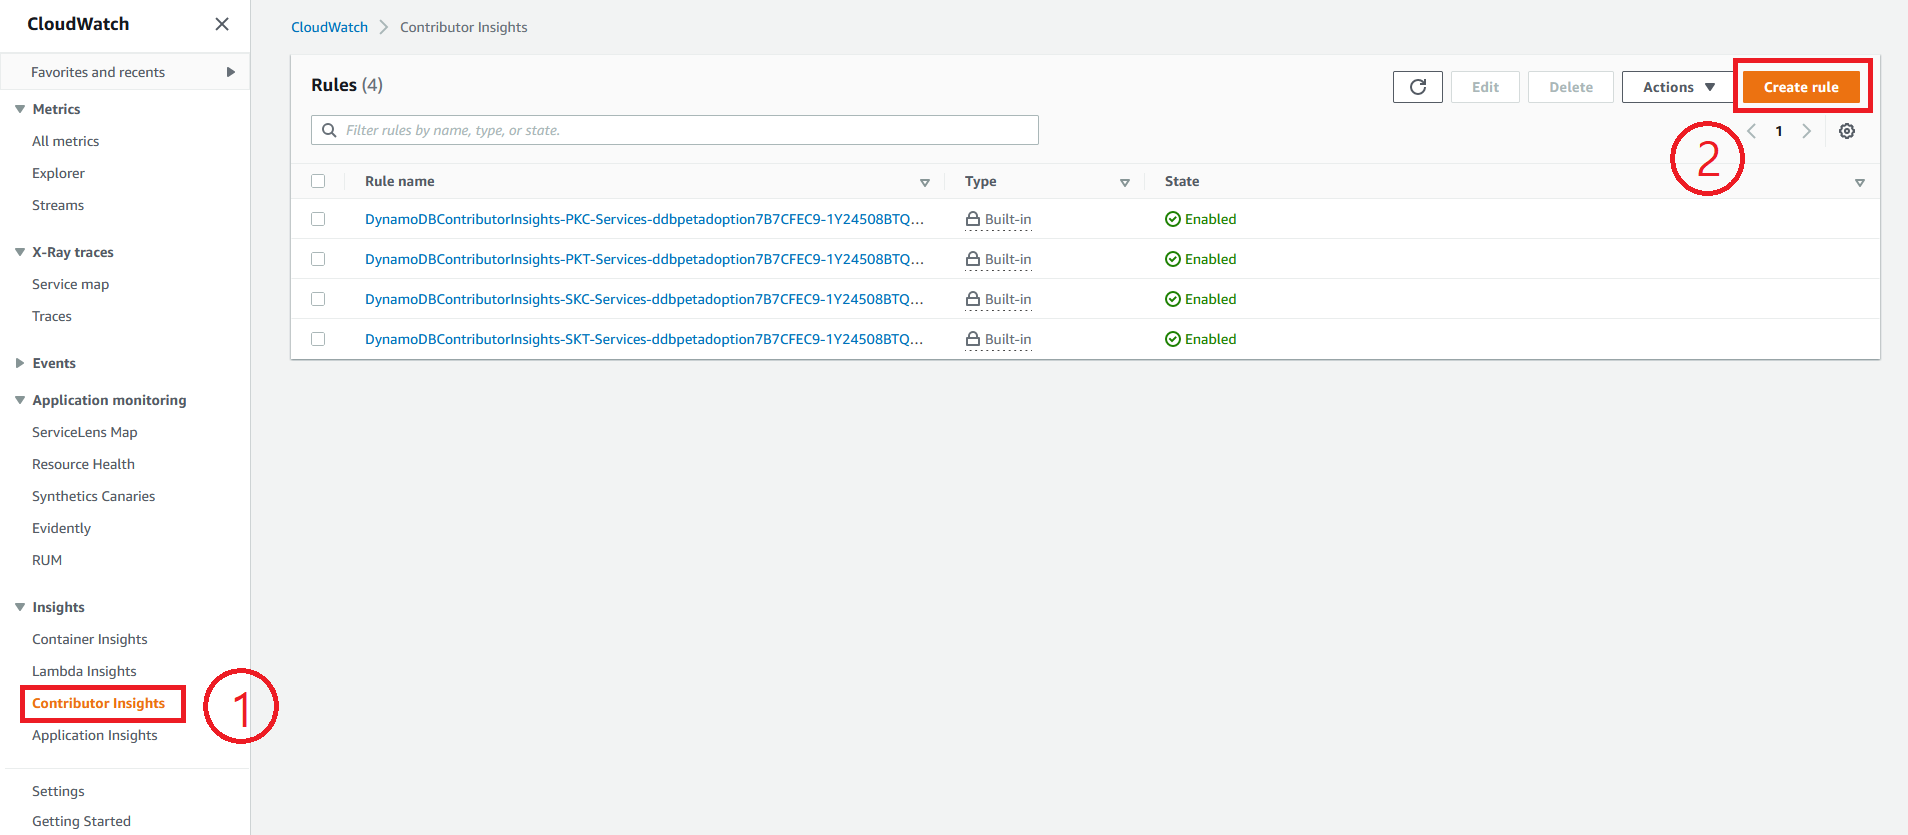 CloudWatch
Favorites and recents
Metrics
All metrics
Explorer
Streams
X-Ray traces
Service map
Traces
Events
Application monitoring
ServiceLens Map
Resource Health
Synthetics Canaries
Evidently
RUM
Insights
Container Insights
Lambda Insights
Contributor Insights
1
Application Insights
Settings
Getting Started
CloudWatch > Contributor Insights
Rules (4)
Edit Delete Actions Create rule
Filter rules by name, type, or state.
1
2
Rule name Type State
DynamoDBContributorInsights-PKC-Services-ddbpetadoption7B7CFEC9-1Y24508BTQ... Built-in Enabled
DynamoDBContributorInsights-PKT-Services-ddbpetadoption7B7CFEC9-1Y24508BTQ... Built-in Enabled
DynamoDBContributorInsights-SKC-Services-ddbpetadoption7B7CFEC9-1Y24508BTQ... Built-in Enabled
DynamoDBContributorInsights-SKT-Services-ddbpetadoption7B7CFEC9-1Y24508BTQ... Built-in Enabled